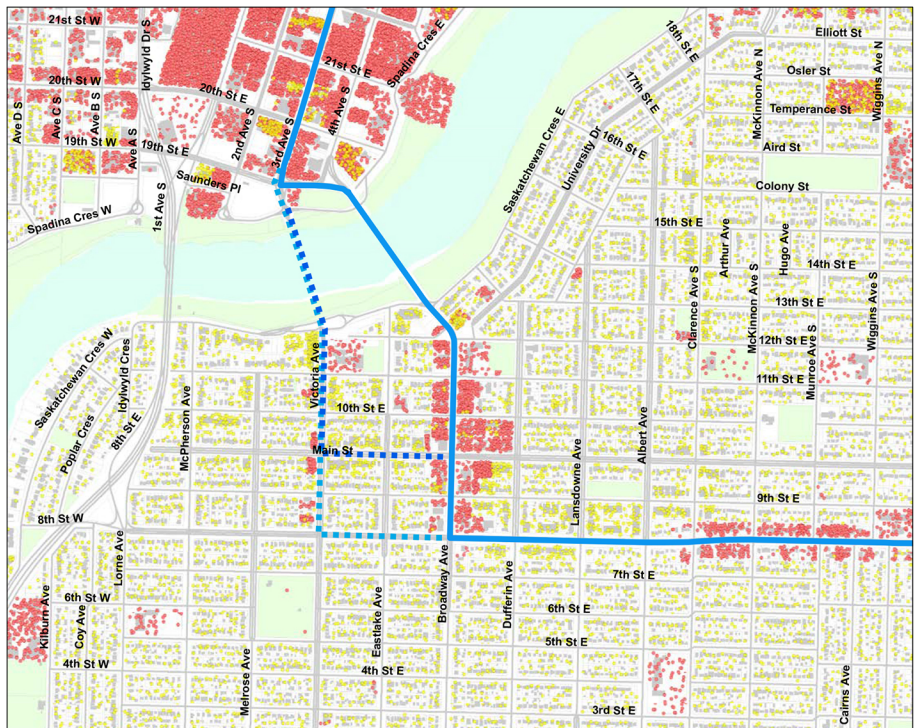 21st St W
Idylwyld Dr S
Spadina Cres E
18th St E
Elliott St
21st St E
20th St W
20th St E
Osler St
17th St E
McKinnon Ave N
Wiggins Ave N
Ave D S
Ave C S
Ave B S
Ave A S
2nd Ave S
3rd Ave S
4th Ave S
Temperance St
19th St W
19th St E
16th St E
Aird St
Saskatchewan Cres E
University Dr
Saunders Pl
Colony St
1st Ave S
Spadina Cres W
15th St E
Arthur Ave
Hugo Ave
14th St E
Clarence Ave S
McKinnon Ave S
13th St E
Wiggins Ave S
12th St E
Munroe Ave S
Saskatchewan Cres W
Idylwyld Cres
Victoria Ave
11th St E
McPherson Ave
10th St E
Poplar Cres
8th St E
Main St
Lansdowne Ave
Albert Ave
9th St E
8th St W
Lorne Ave
Broadway Ave
Dufferin Ave
7th St E
6th St W
Kilburn Ave
Coy Ave
Eastlake Ave
6th St E
5th St E
4th St W
Melrose Ave
4th St E
Cairns Ave
3rd St E